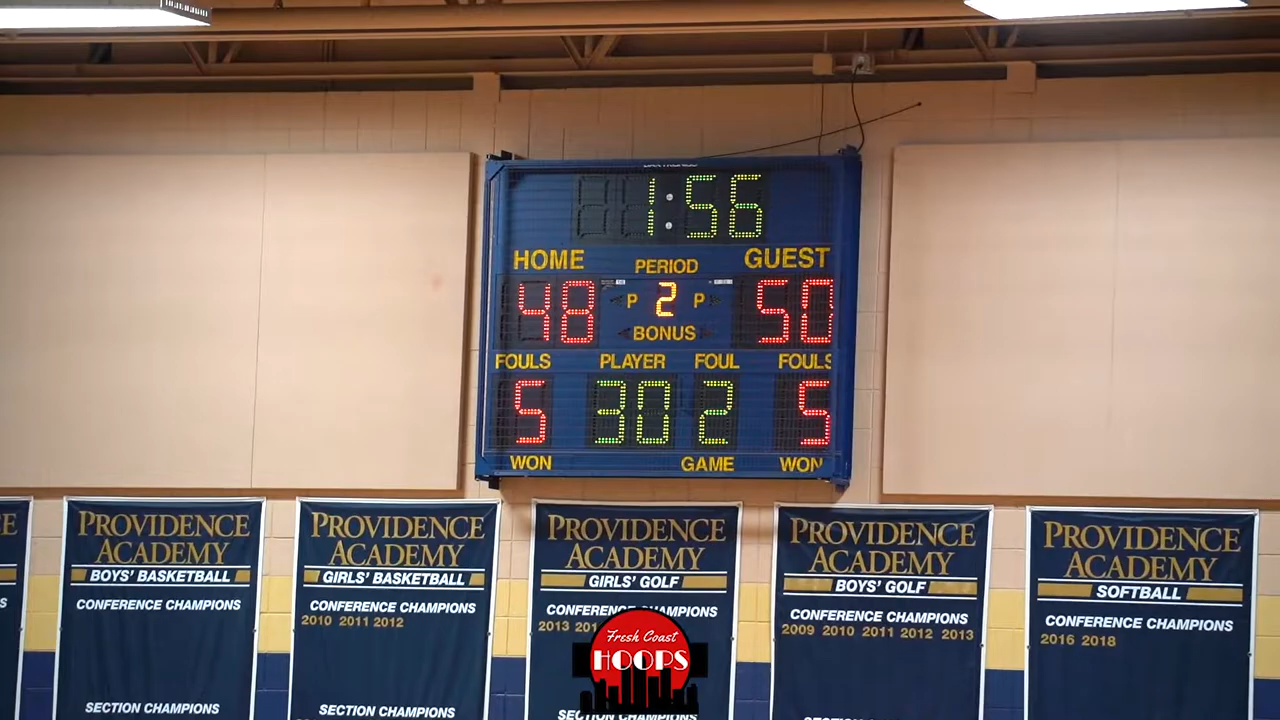 1:56
HOME
PERIOD
GUEST
48
P 2 P
50
BONUS
FOULS
PLAYER
FOUL
FOULS
5
30
2
5
WON
GAME
WON
PROVIDENCE
ACADEMY
BOYS' BASKETBALL
CONFERENCE CHAMPIONS
SECTION CHAMPIONS
PROVIDENCE
ACADEMY
GIRLS' BASKETBALL
CONFERENCE CHAMPIONS
2010 2011 2012
SECTION CHAMPIONS
PROVIDENCE
ACADEMY
GIRLS' GOLF
CONFERENCE CHAMPIONS
2013
SECTION CHAMPIONS
PROVIDENCE
ACADEMY
BOYS' GOLF
CONFERENCE CHAMPIONS
2009 2010 2011 2012 2013
PROVIDENCE
ACADEMY
SOFTBALL
CONFERENCE CHAMPIONS
2016 2018
Fresh Coast
HOOPS